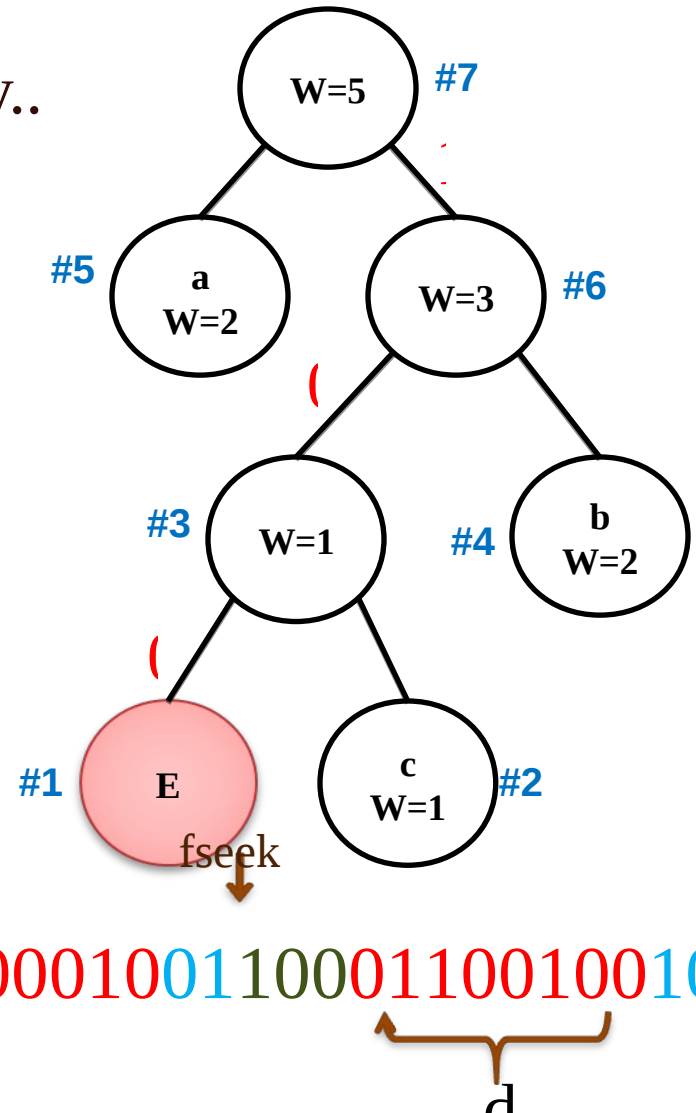 W=5 #7
#5 a W=3 #6
W=2
#3 W=1 b
#4 W=2
c
#1 E W=1 #2
fseek
00010011000110010010
d